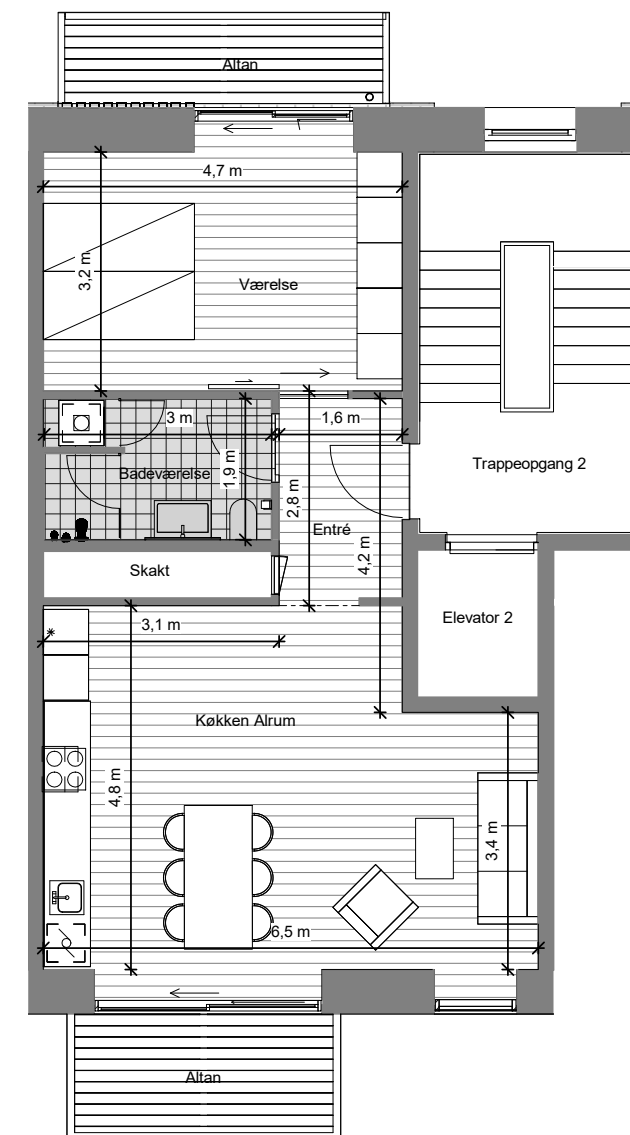 Altan
4,7 m
3,2 m
Værelse
3 m
1,6 m
Trappeopgang 2
Badeværelse
1,9 m
2,8 m
Entré
4,2 m
Skakt
Elevator 2
3,1 m
Køkken Alrum
4,8 m
3,4 m
6,5 m
Altan